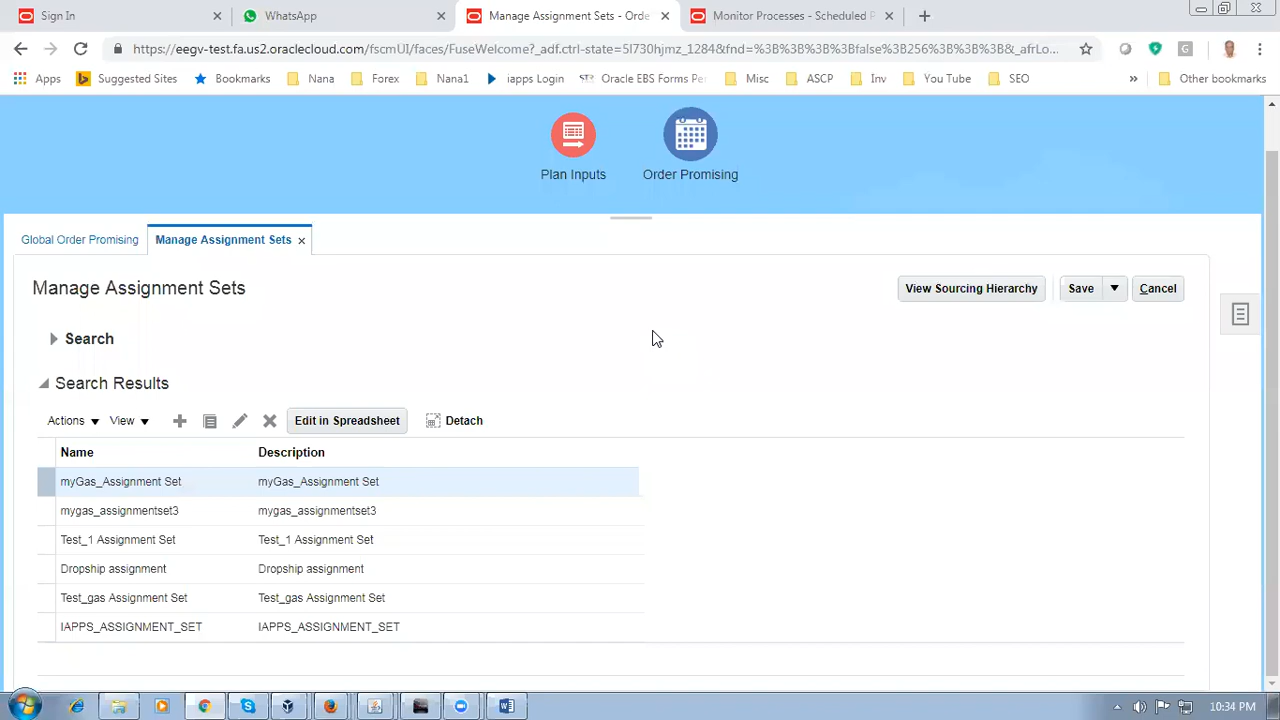 Sign In
WhatsApp
Manage Assignment Sets - Orde
Monitor Processes - Scheduled P
https://eegv-test.fa.us2.oraclecloud.com/fscmUI/faces/FuseWelcome?_adf.ctrl-state=5l730hjmz_1284&fnd=%3B%3B%3B%3Bfalse%3B256%3B%3B%3B&_afrLo...
Apps Suggested Sites Bookmarks Nana Forex Nana1 iapps Login Oracle EBS Forms Per Misc ASCP Inv You Tube SEO » Other bookmarks
Plan Inputs Order Promising
Global Order Promising Manage Assignment Sets
Manage Assignment Sets View Sourcing Hierarchy Save Cancel
Search
Search Results
Actions View Edit in Spreadsheet Detach
Name Description
myGas_Assignment Set myGas_Assignment Set
mygas_assignmentset3 mygas_assignmentset3
Test_1 Assignment Set Test_1 Assignment Set
Dropship assignment Dropship assignment
Test_gas Assignment Set Test_gas Assignment Set
IAPPS_ASSIGNMENT_SET IAPPS_ASSIGNMENT_SET
10:34 PM